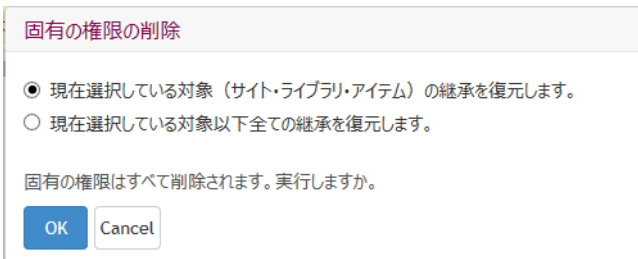 固有の権限の削除
現在選択している対象（サイト・ライブラリ・アイテム）の継承を復元します。
現在選択している対象以下全ての継承を復元します。
固有の権限はすべて削除されます。実行しますか。
OK Cancel